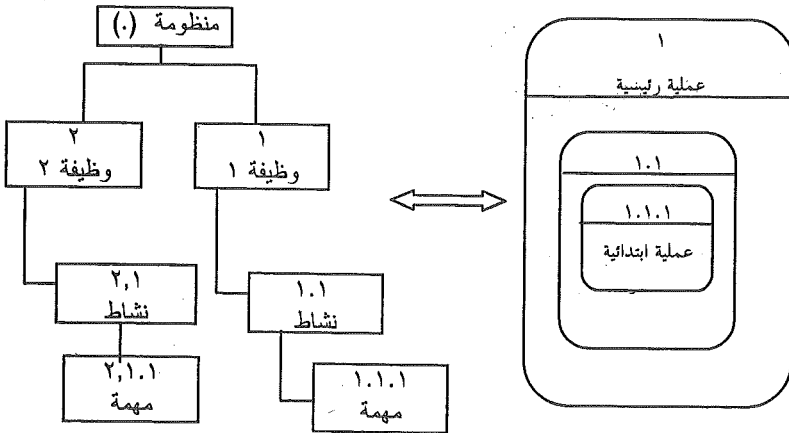 منظومة (.)
١
وظيفة ١
٢
وظيفة ٢
١.١
نشاط
٢,١
نشاط
١.١.١
مهمة
٢,١.١
مهمة
١
عملية رئيسية
١.١
١.١.١
عملية ابتدائية